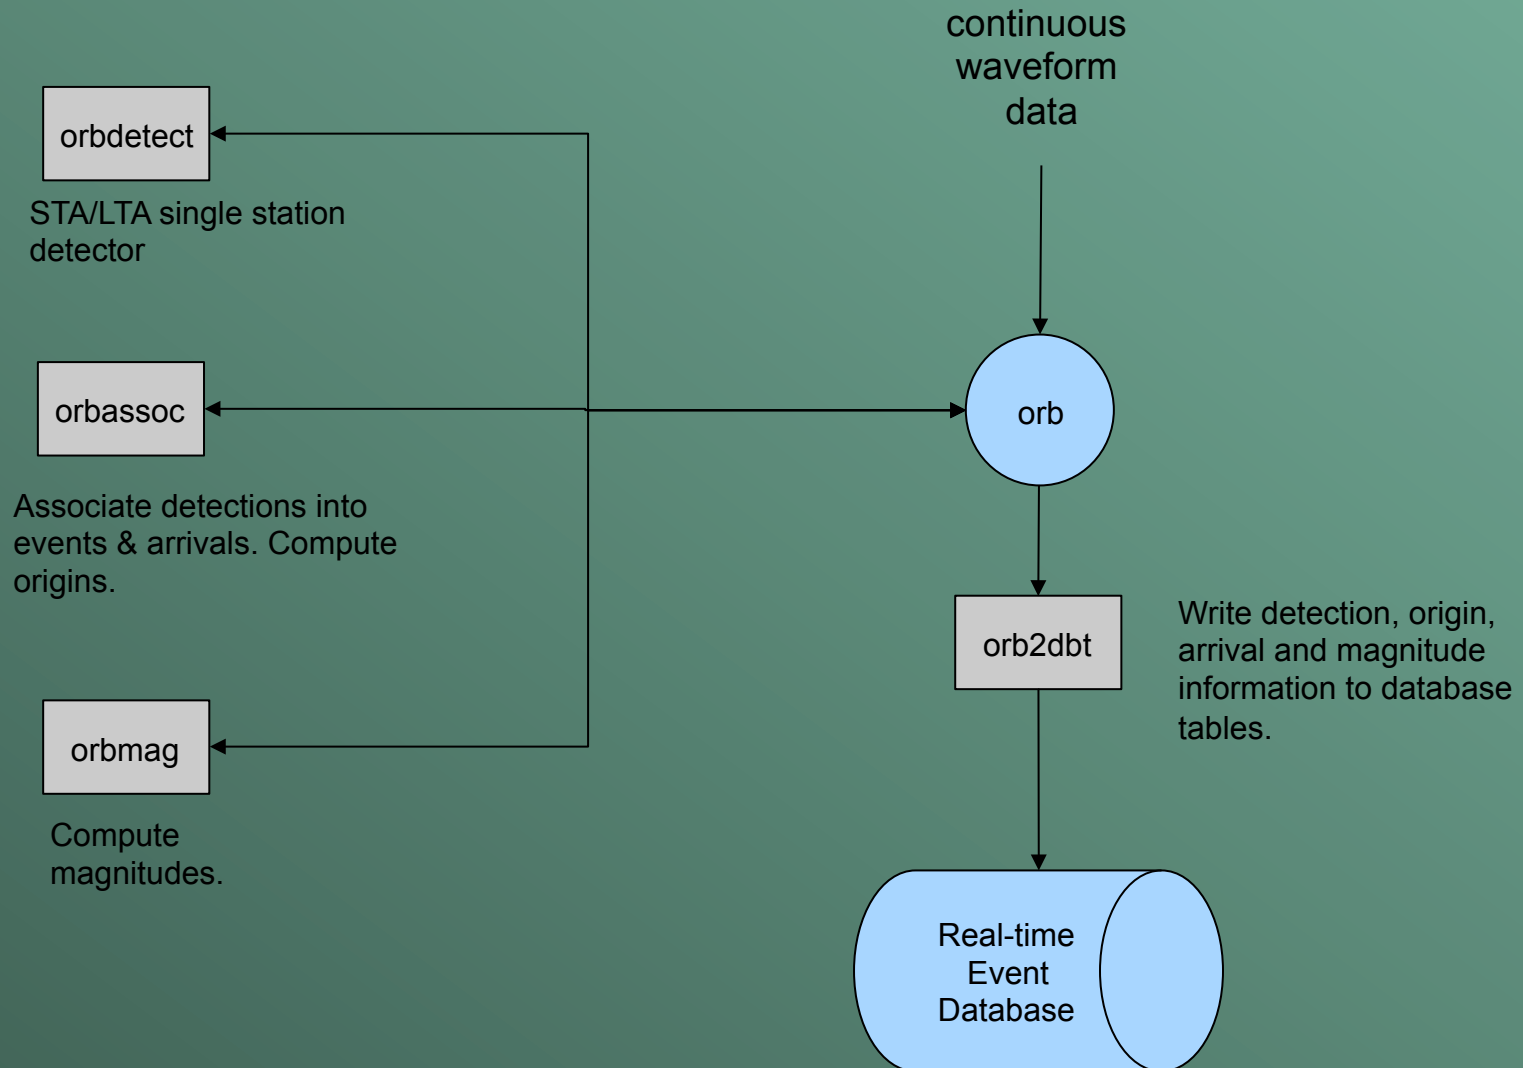 continuous
waveform
data
orbdetect
STA/LTA single station
detector
orbassoc
orb
Associate detections into
events & arrivals. Compute
origins.
orb2dbt
Write detection, origin,
arrival and magnitude
information to database
tables.
orbmag
Compute
magnitudes.
Real-time
Event
Database